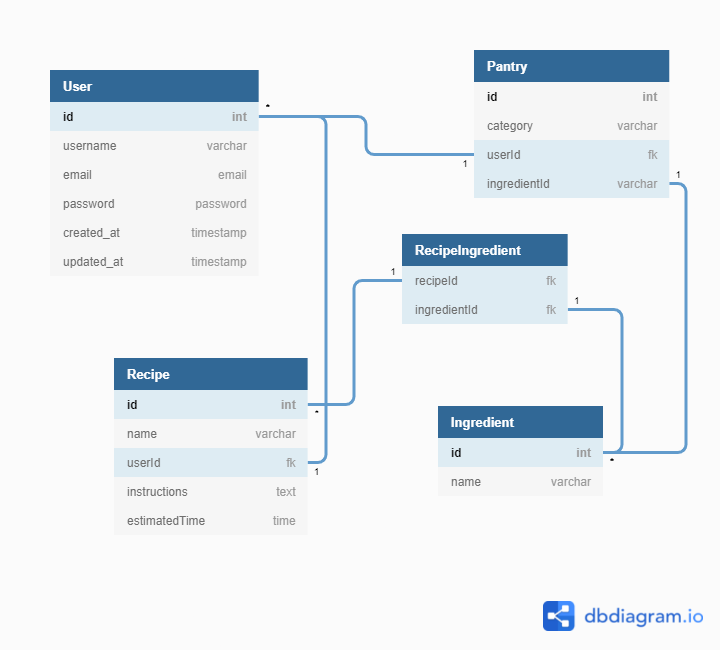 User
id int
username varchar
email email
password password
created_at timestamp
updated_at timestamp
*
Pantry
id int
category varchar
userId fk
ingredientId varchar
1
1
RecipeIngredient
recipeId fk
ingredientId fk
1
1
Recipe
id int
name varchar
userId fk
instructions text
estimatedTime time
*
1
Ingredient
id int
name varchar
*
dbdiagram.io